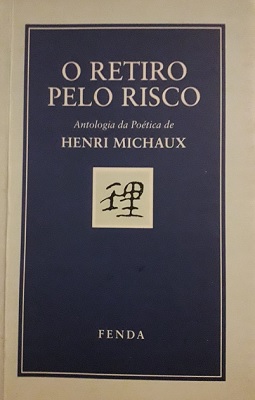 O RETIRO
PELO RISCO
Antologia da Poética de
HENRI MICHAUX
理
FENDA